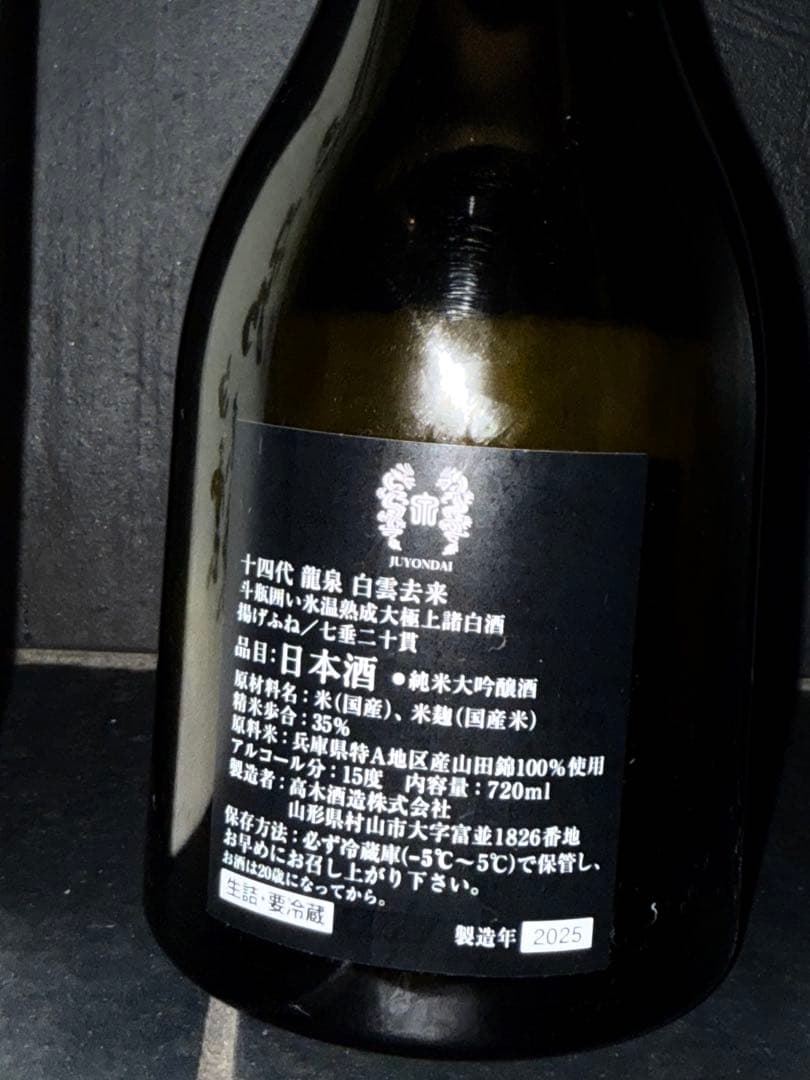 JUYONDAI
十四代 龍泉 白雲去来
斗瓶囲い氷温熟成大極上諸白酒
揚げふね／七垂二十貫
品目:日本酒 ●純米大吟醸酒
原材料名：米(国産)、米麹(国産米)
精米歩合：35%
原料米：兵庫県特A地区産山田錦100%使用
アルコール分：15度　内容量：720ml
製造者：高木酒造株式会社
山形県村山市大字富並1826番地
保存方法：必ず冷蔵庫(-5℃～5℃)で保管し、
お早めにお召し上がり下さい。
お酒は20歳になってから。
生詰・要冷蔵
製造年 2025